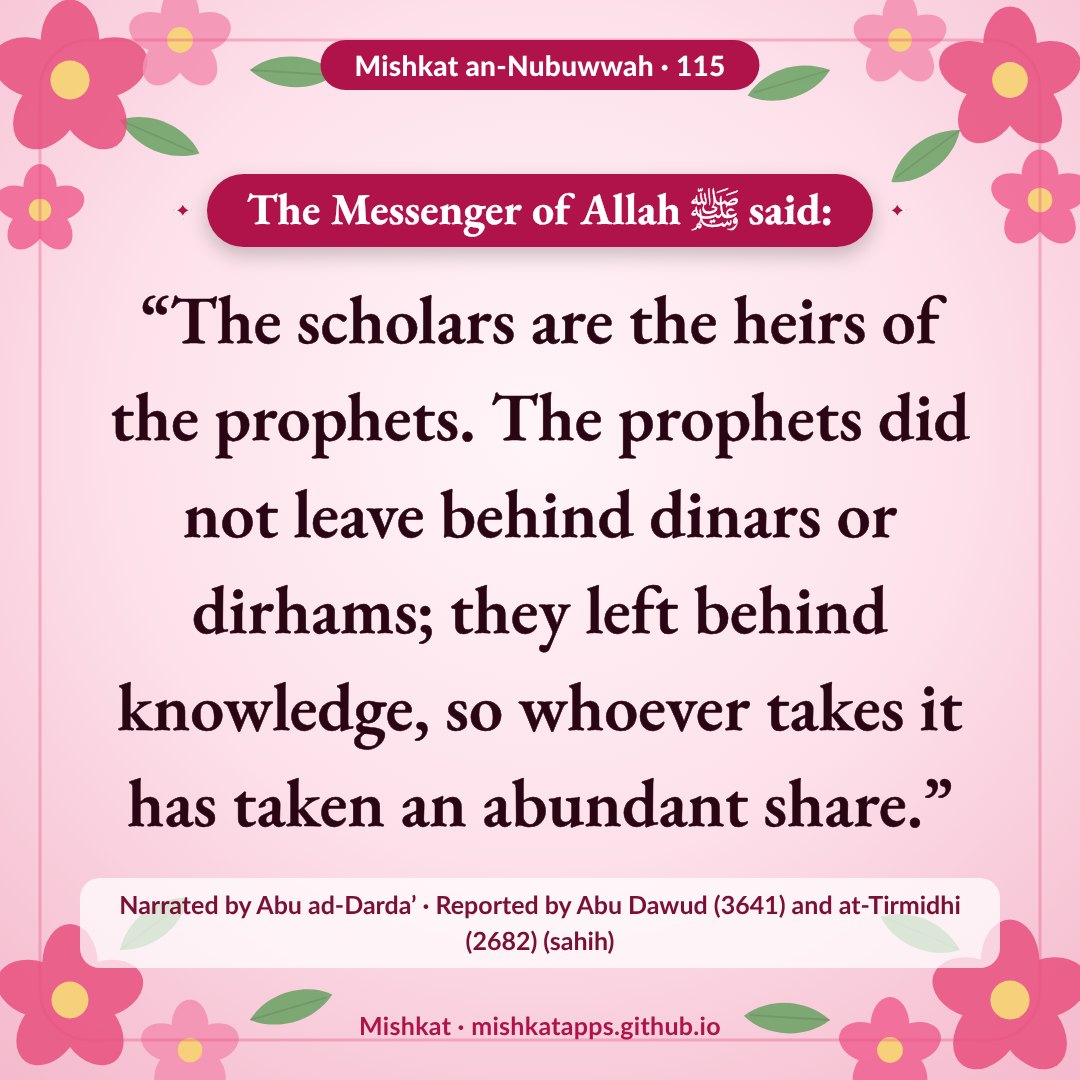 Mishkat an-Nubuwwah · 115
The Messenger of Allah ﷺ said:
“The scholars are the heirs of
the prophets. The prophets did
not leave behind dinars or
dirhams; they left behind
knowledge, so whoever takes it
has taken an abundant share.”
Narrated by Abu ad-Darda’ · Reported by Abu Dawud (3641) and at-Tirmidhi
(2682) (sahih)
Mishkat · mishkatapps.github.io